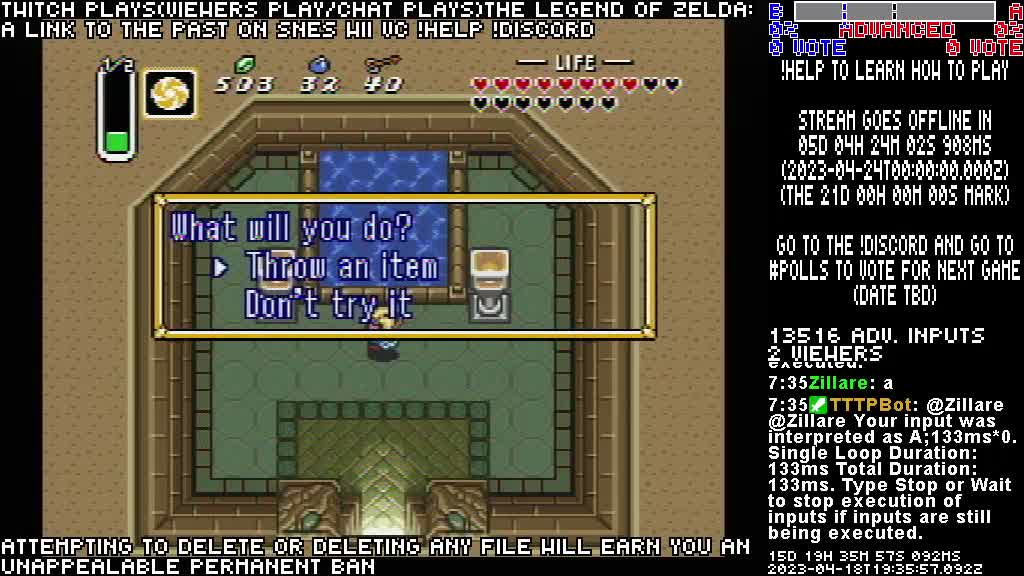 TWITCH PLAYS(VIEWERS PLAY/CHAT PLAYS)THE LEGEND OF ZELDA:
A LINK TO THE PAST ON SNES WII VC !HELP !DISCORD
1/2
503 32 40
LIFE
What will you do?
Throw an item
Don't try it
ATTEMPTING TO DELETE OR DELETING ANY FILE WILL EARN YOU AN
UNAPPEALABLE PERMANENT BAN
B A
0% ADVANCED 0%
0 VOTE 0 VOTE
!HELP TO LEARN HOW TO PLAY
STREAM GOES OFFLINE IN
05D 04H 24M 02S 908MS
(2023-04-24T00:00:00.000Z)
(THE 21D 00H 00M 00S MARK)
GO TO THE !DISCORD AND GO TO
#POLLS TO VOTE FOR NEXT GAME
(DATE TBD)
13516 ADV. INPUTS
2 VIEWERS
executed.
7:35Zillare: a
7:35TTTPBot: @Zillare
@Zillare Your input was
interpreted as A;133ms*0.
Single Loop Duration:
133ms Total Duration:
133ms. Type Stop or Wait
to stop execution of
inputs if inputs are still
being executed.
15D 19H 35M 57S 092MS
2023-04-18T19:35:57.092Z